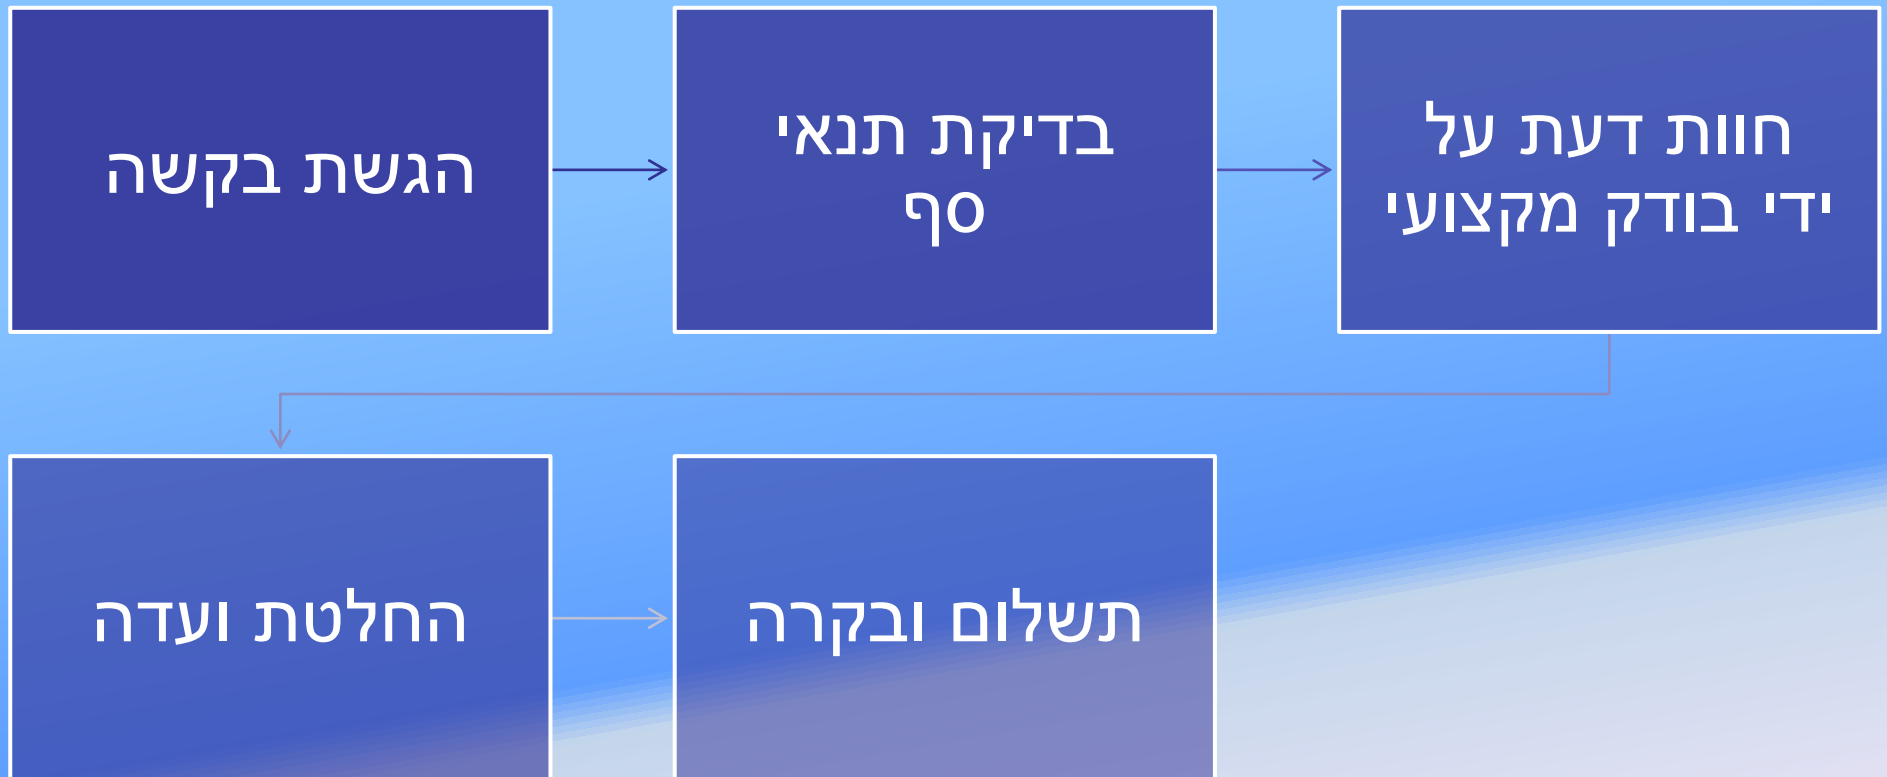 הגשת בקשה
בדיקת תנאי
סף
חוות דעת על
ידי בודק מקצועי
החלטת ועדה
תשלום ובקרה